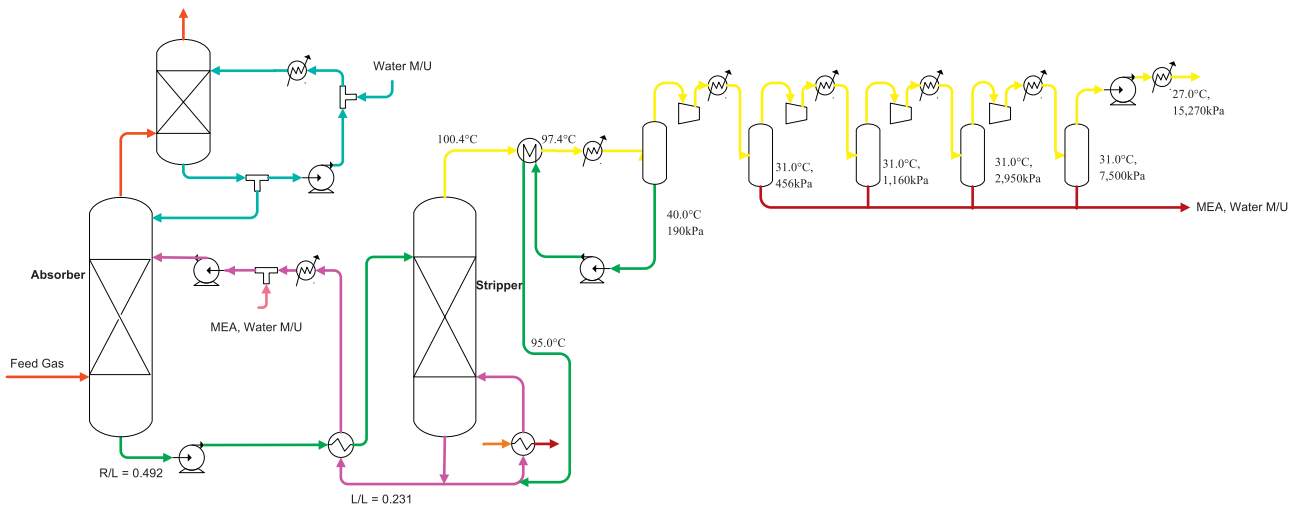 Water M/U
27.0°C,
15,270kPa
100.4°C
97.4°C
31.0°C,
456kPa
31.0°C,
1,160kPa
31.0°C,
2,950kPa
31.0°C,
7,500kPa
MEA, Water M/U
40.0°C
190kPa
Absorber
Stripper
MEA, Water M/U
95.0°C
Feed Gas
R/L = 0.492
L/L = 0.231
M